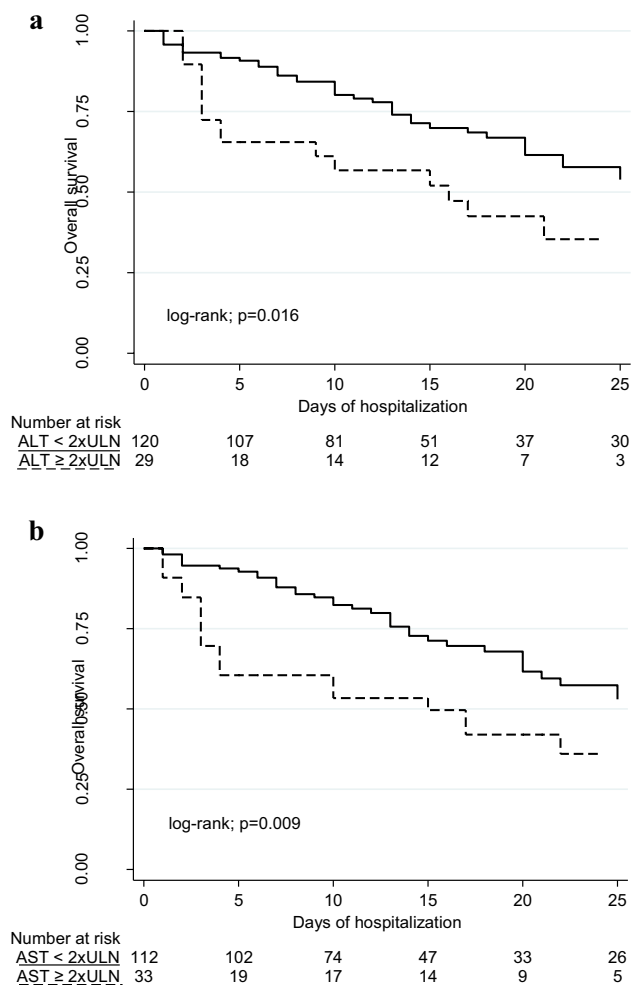 a
Overall survival
1.00
0.75
0.50
0.25
0.00
log-rank; p=0.016
0 5 10 15 20 25
Days of hospitalization
Number at risk
ALT < 2xULN 120 107 81 51 37 30
ALT ≥ 2xULN 29 18 14 12 7 3
b
Overall survival
1.00
0.75
0.50
0.25
0.00
log-rank; p=0.009
0 5 10 15 20 25
Days of hospitalization
Number at risk
AST < 2xULN 112 102 74 47 33 26
AST ≥ 2xULN 33 19 17 14 9 5